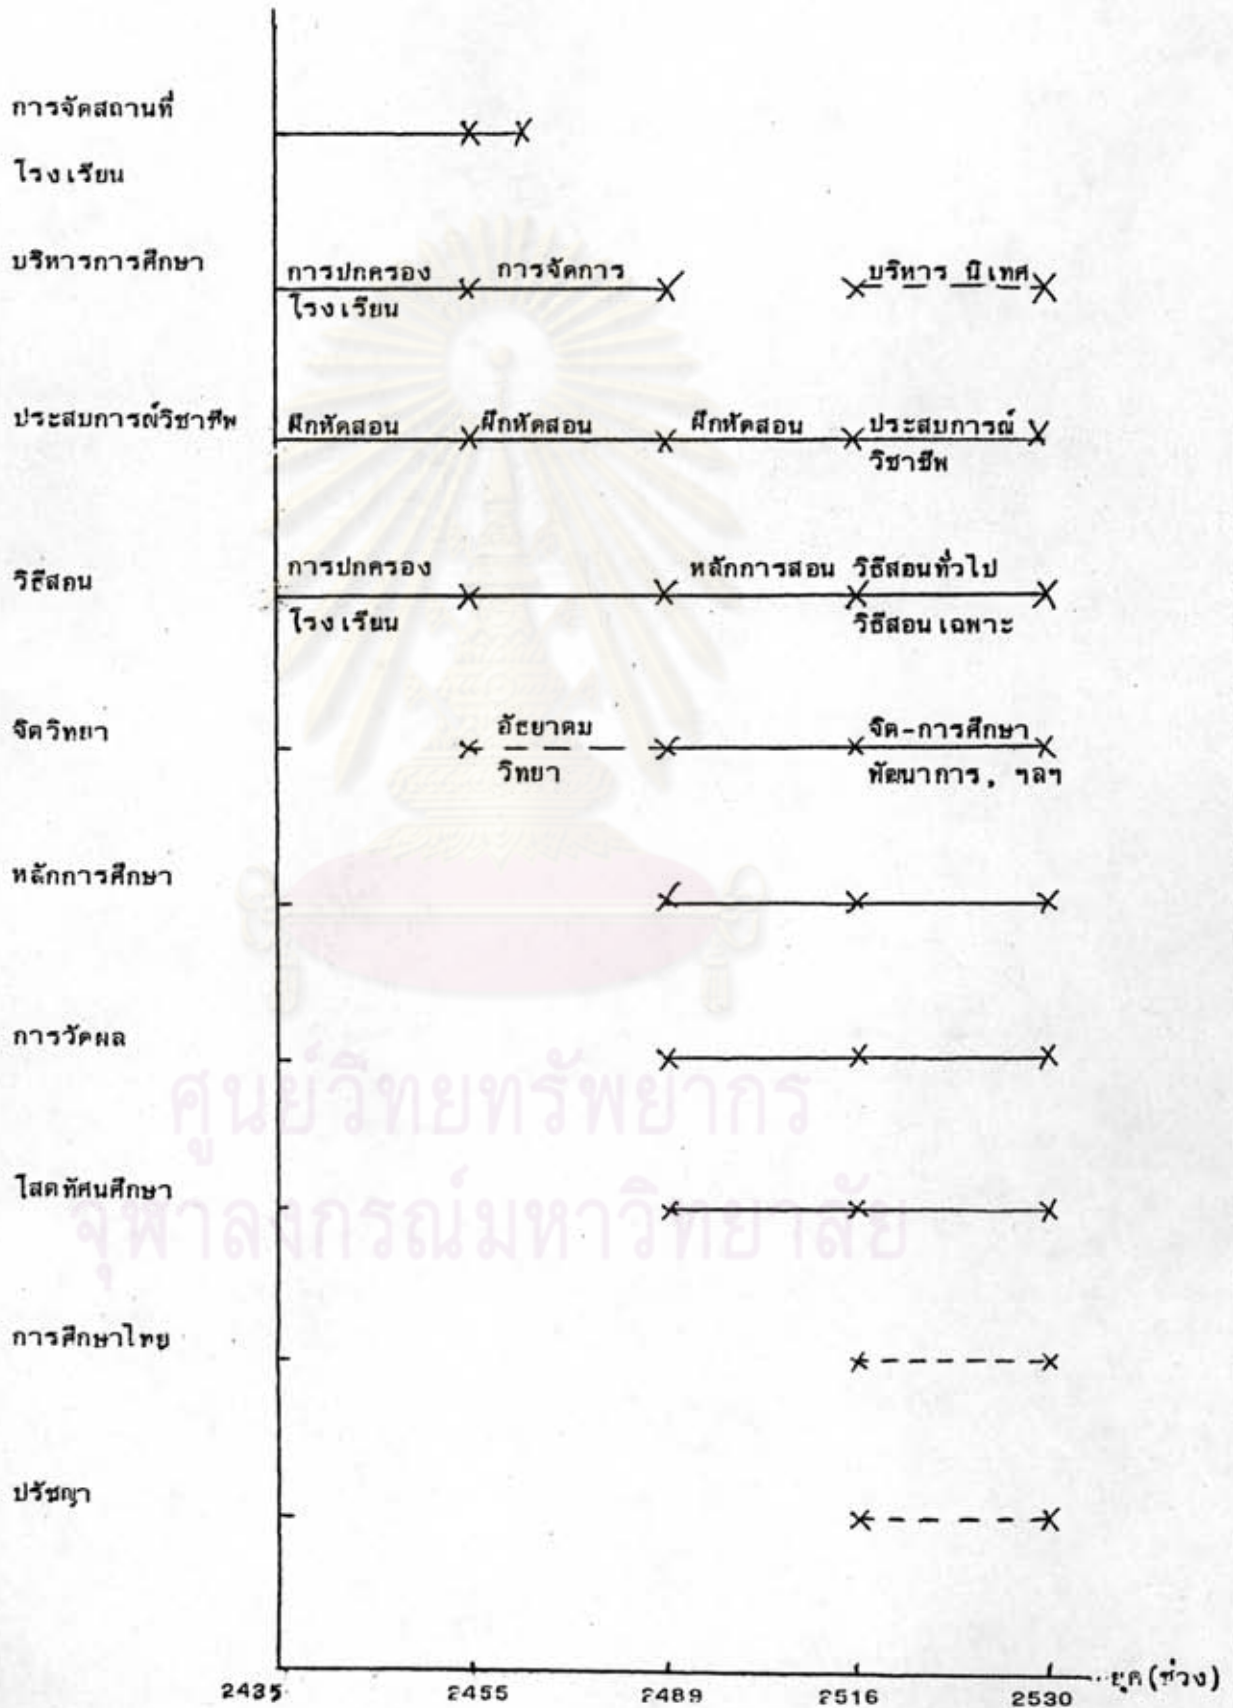 การจัดสถานที่
โรงเรียน
บริหารการศึกษา
การปกครอง
การจัดการ
บริหาร นิเทศ
โรงเรียน
ประสบการณ์วิชาชีพ
ฝึกหัดสอน
ฝึกหัดสอน
ฝึกหัดสอน
ประสบการณ์
วิชาชีพ
วิธีสอน
การปกครอง
หลักการสอน
วิธีสอนทั่วไป
โรงเรียน
วิธีสอนเฉพาะ
จิตวิทยา
อัธยาตม
จิต-การศึกษา
วิทยา
พัฒนาการ, ฯลฯ
หลักการศึกษา
การวัดผล
ศูนย์วิทยทรัพยากร
โสตทัศนศึกษา
จุฬาลงกรณ์มหาวิทยาลัย
การศึกษาไทย
ปรัชญา
2435
2455
2489
2516
2530
ยุค(ช่วง)